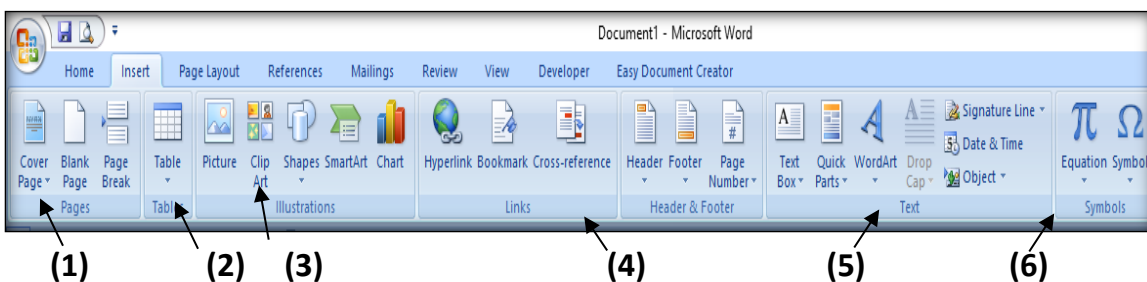 Document1 - Microsoft Word
Home Insert Page Layout References Mailings Review View Developer Easy Document Creator
Cover Page Blank Page Page Break Table Picture Clip Art Shapes SmartArt Chart Hyperlink Bookmark Cross-reference Header Footer Page Number Text Box Quick Parts WordArt Drop Cap Signature Line
Date & Time
Object
Equation Symbo
Pages Tables Illustrations Links Header & Footer Text Symbols
(1) (2) (3) (4) (5) (6)